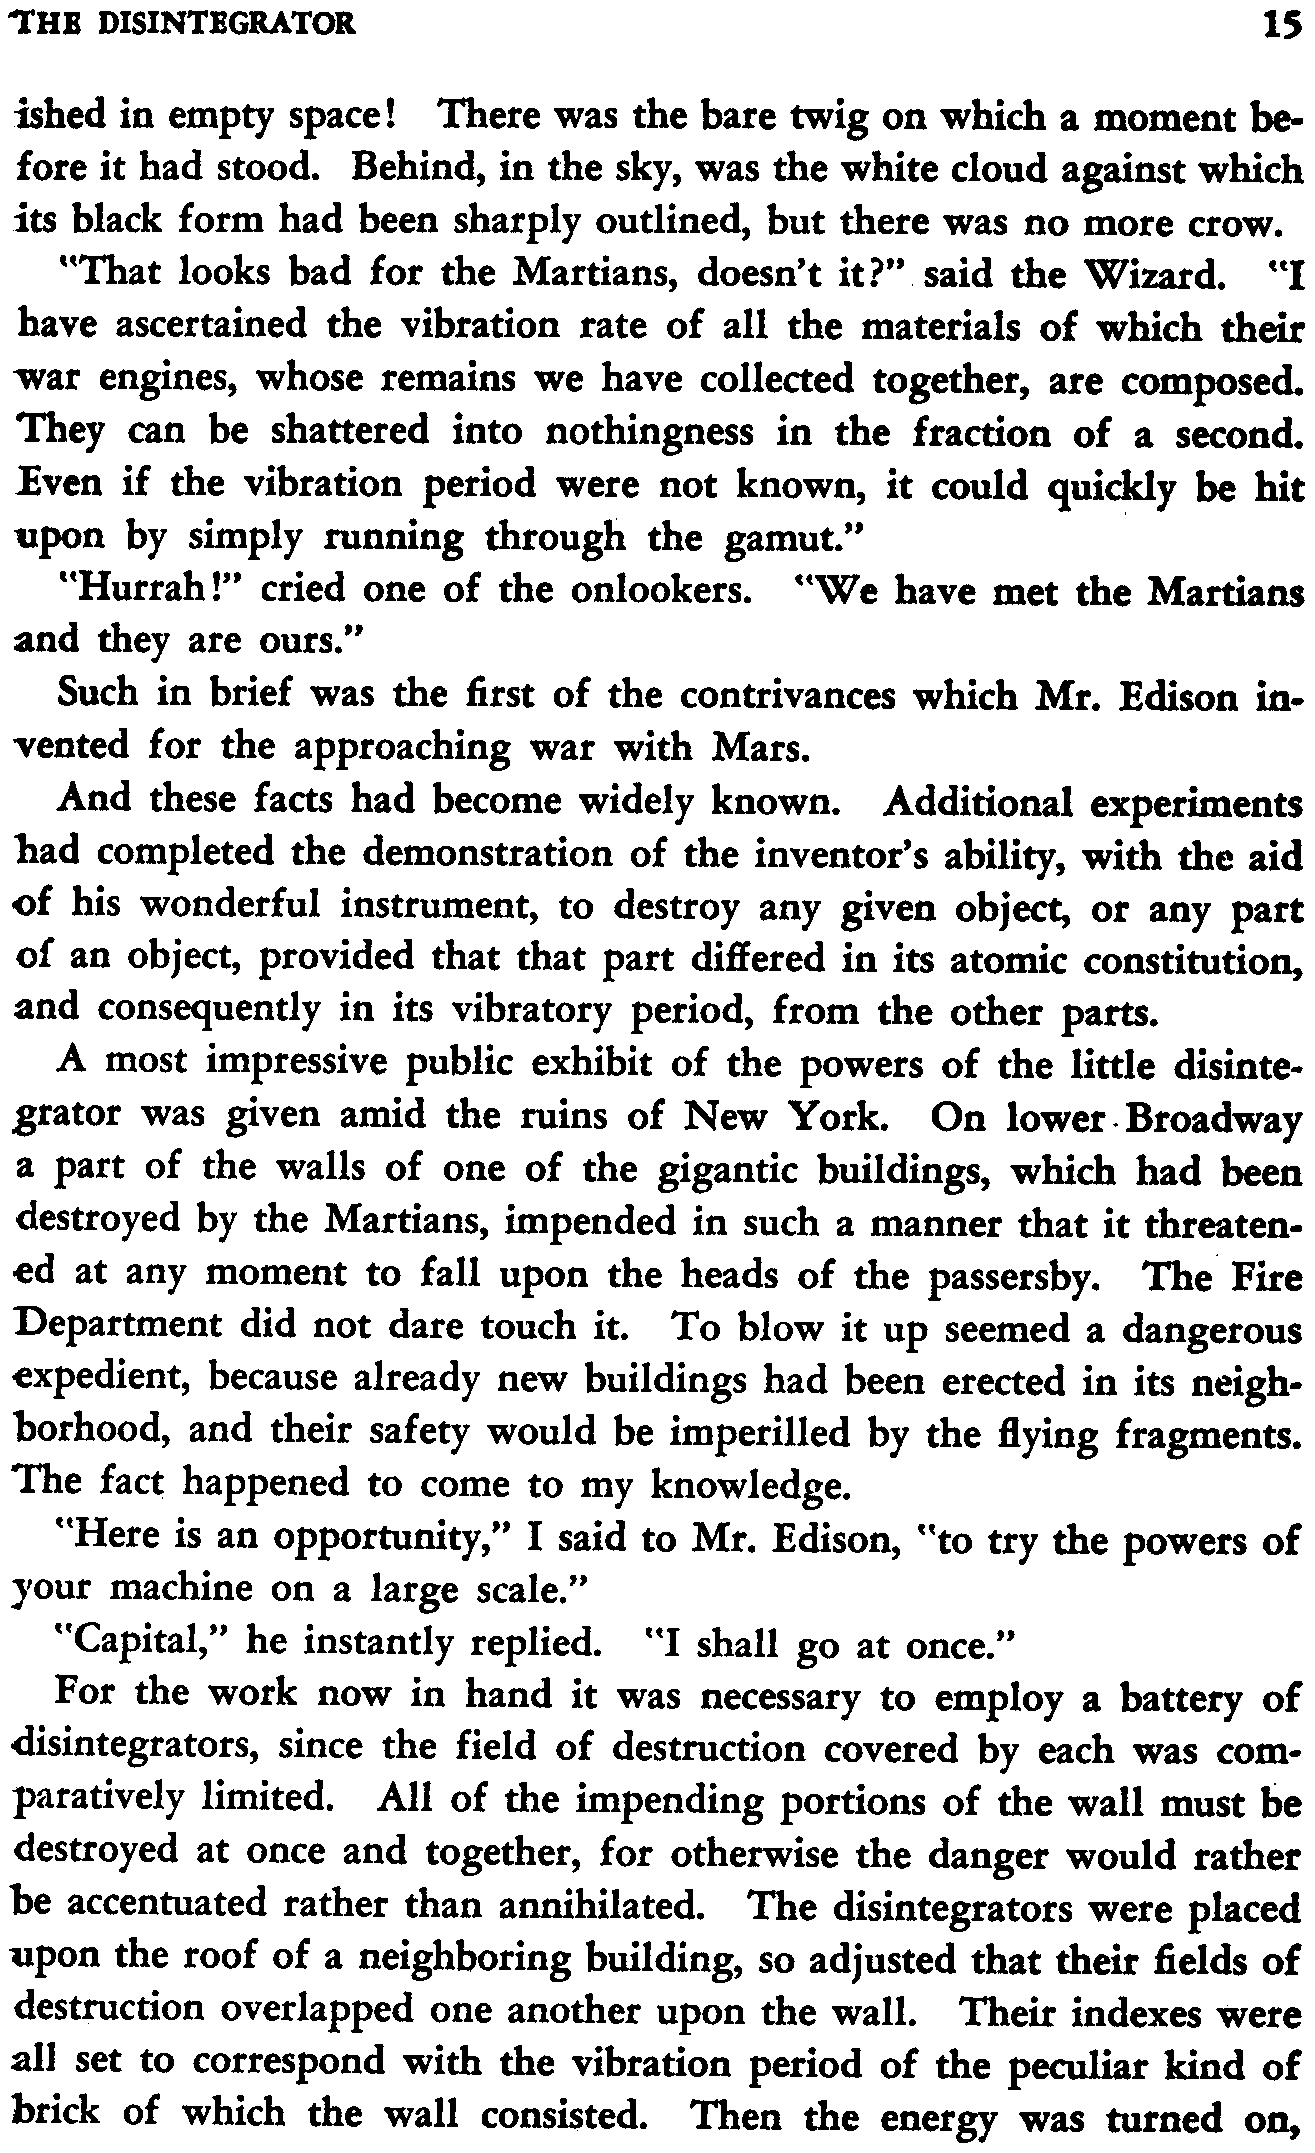 THE DISINTEGRATOR 15
ished in empty space! There was the bare twig on which a moment be-
fore it had stood. Behind, in the sky, was the white cloud against which
its black form had been sharply outlined, but there was no more crow.
"That looks bad for the Martians, doesn't it?" said the Wizard. "I
have ascertained the vibration rate of all the materials of which their
war engines, whose remains we have collected together, are composed.
They can be shattered into nothingness in the fraction of a second.
Even if the vibration period were not known, it could quickly be hit
upon by simply running through the gamut."
"Hurrah!" cried one of the onlookers. "We have met the Martians
and they are ours."
Such in brief was the first of the contrivances which Mr. Edison in-
vented for the approaching war with Mars.
And these facts had become widely known. Additional experiments
had completed the demonstration of the inventor's ability, with the aid
of his wonderful instrument, to destroy any given object, or any part
of an object, provided that that part differed in its atomic constitution,
and consequently in its vibratory period, from the other parts.
A most impressive public exhibit of the powers of the little disinte-
grator was given amid the ruins of New York. On lower Broadway
a part of the walls of one of the gigantic buildings, which had been
destroyed by the Martians, impended in such a manner that it threaten-
ed at any moment to fall upon the heads of the passersby. The Fire
Department did not dare touch it. To blow it up seemed a dangerous
expedient, because already new buildings had been erected in its neigh-
borhood, and their safety would be imperilled by the flying fragments.
The fact happened to come to my knowledge.
"Here is an opportunity," I said to Mr. Edison, "to try the powers of
your machine on a large scale."
"Capital," he instantly replied. "I shall go at once."
For the work now in hand it was necessary to employ a battery of
disintegrators, since the field of destruction covered by each was com-
paratively limited. All of the impending portions of the wall must be
destroyed at once and together, for otherwise the danger would rather
be accentuated rather than annihilated. The disintegrators were placed
upon the roof of a neighboring building, so adjusted that their fields of
destruction overlapped one another upon the wall. Their indexes were
all set to correspond with the vibration period of the peculiar kind of
brick of which the wall consisted. Then the energy was turned on,